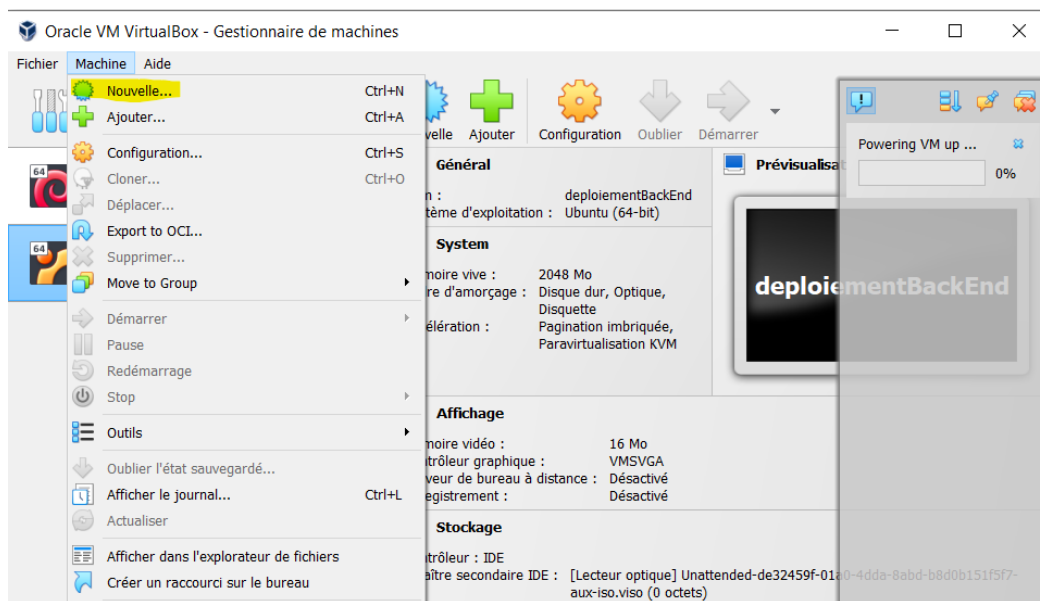 Oracle VM VirtualBox - Gestionnaire de machines
Fichier Machine Aide
Nouvelle... Ctrl+N
Ajouter... Ctrl+A
Configuration... Ctrl+S
Cloner... Ctrl+O
Déplacer...
Export to OCI...
Supprimer...
Move to Group
Démarrer
Pause
Redémarrage
Stop
Outils
Oublier l'état sauvegardé...
Afficher le journal... Ctrl+L
Actualiser
Afficher dans l'explorateur de fichiers
Créer un raccourci sur le bureau
64
64
velle Ajouter Configuration Oublier Démarrer
Général
m : deploiementBackEnd
tème d'exploitation : Ubuntu (64-bit)
System
moire vive : 2048 Mo
re d'amorçage : Disque dur, Optique,
Disquette
élération : Pagination imbriquée,
Paravirtualisation KVM
Affichage
moire vidéo : 16 Mo
trôleur graphique : VMSVGA
veur de bureau à distance : Désactivé
egistrement : Désactivé
Stockage
trôleur : IDE
aître secondaire IDE : [Lecteur optique] Unattended-de32459f-01a0-4dda-8abd-b8d0b151f5f7-
aux-iso.viso (0 octets)
Prévisualisat
deploiementBackEnd
Powering VM up ...
0%